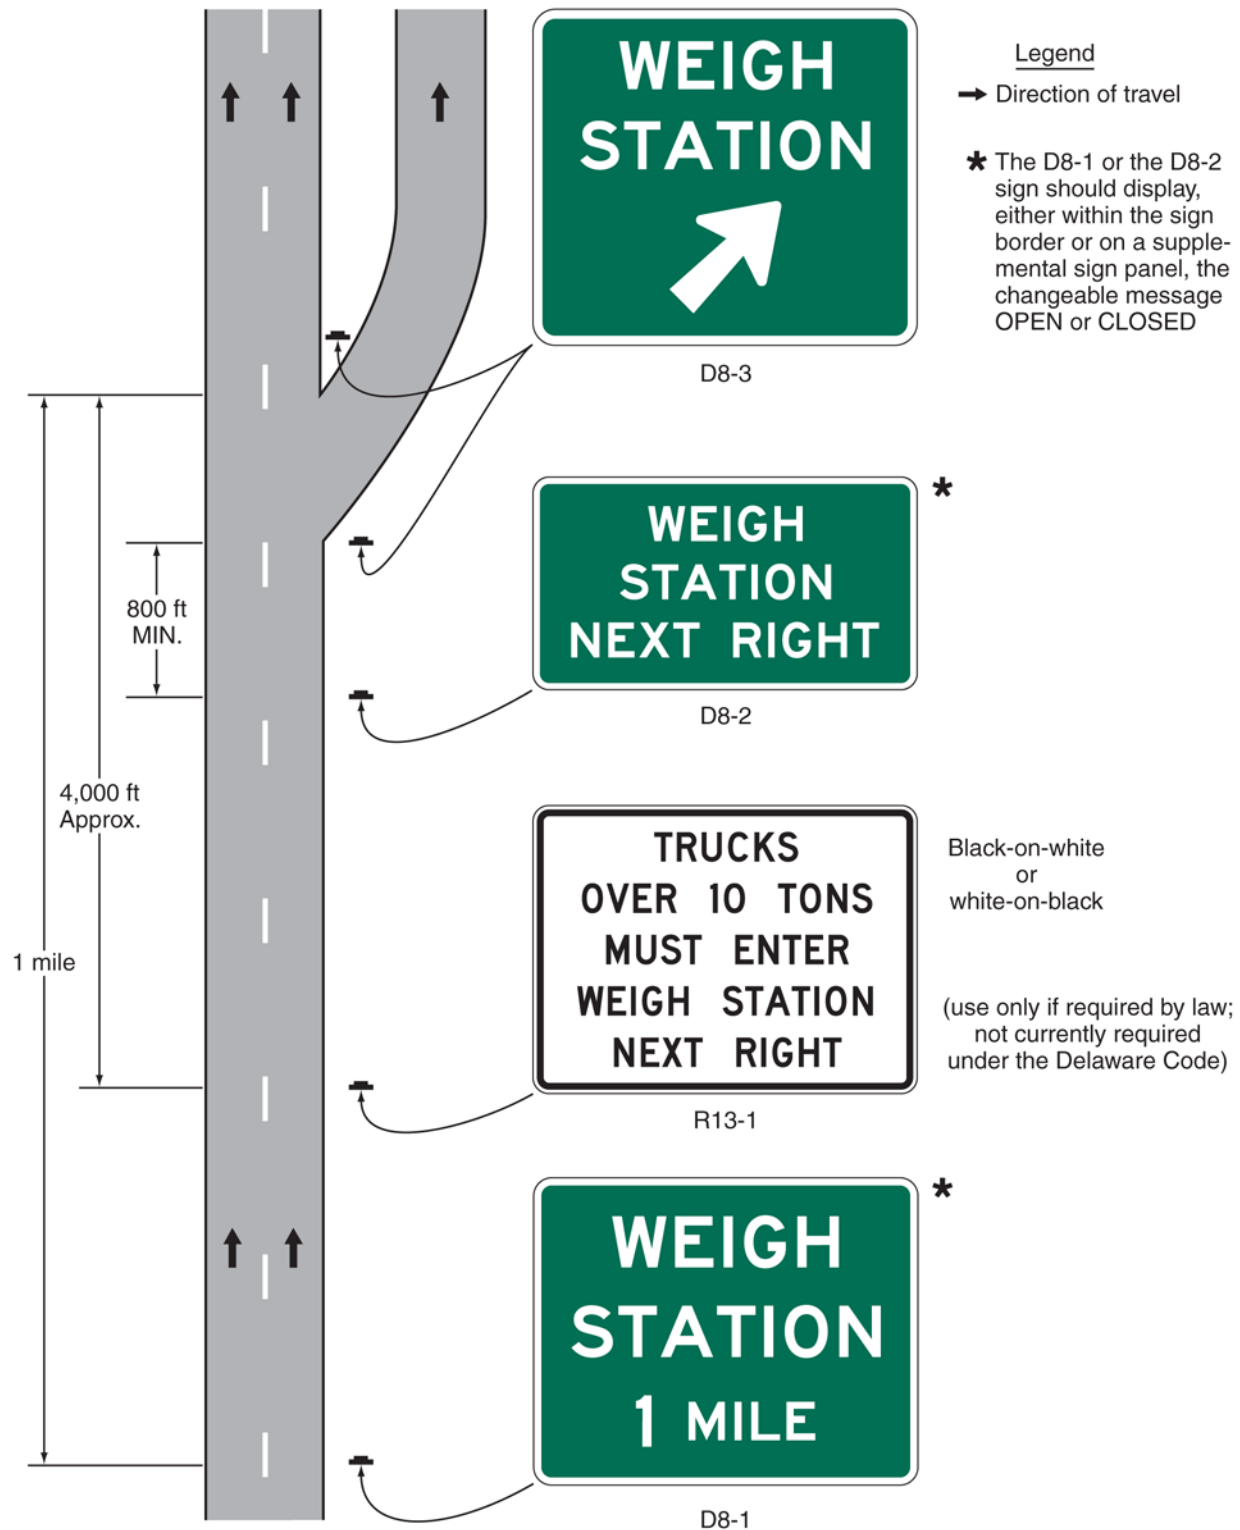 WEIGH
STATION
D8-3
Legend
Direction of travel
* The D8-1 or the D8-2
sign should display,
either within the sign
border or on a supple-
mental sign panel, the
changeable message
OPEN or CLOSED
WEIGH
STATION
NEXT RIGHT
*
D8-2
800 ft
MIN.
4,000 ft
Approx.
1 mile
TRUCKS
OVER 10 TONS
MUST ENTER
WEIGH STATION
NEXT RIGHT
R13-1
Black-on-white
or
white-on-black
(use only if required by law;
not currently required
under the Delaware Code)
WEIGH
STATION
1 MILE
*
D8-1